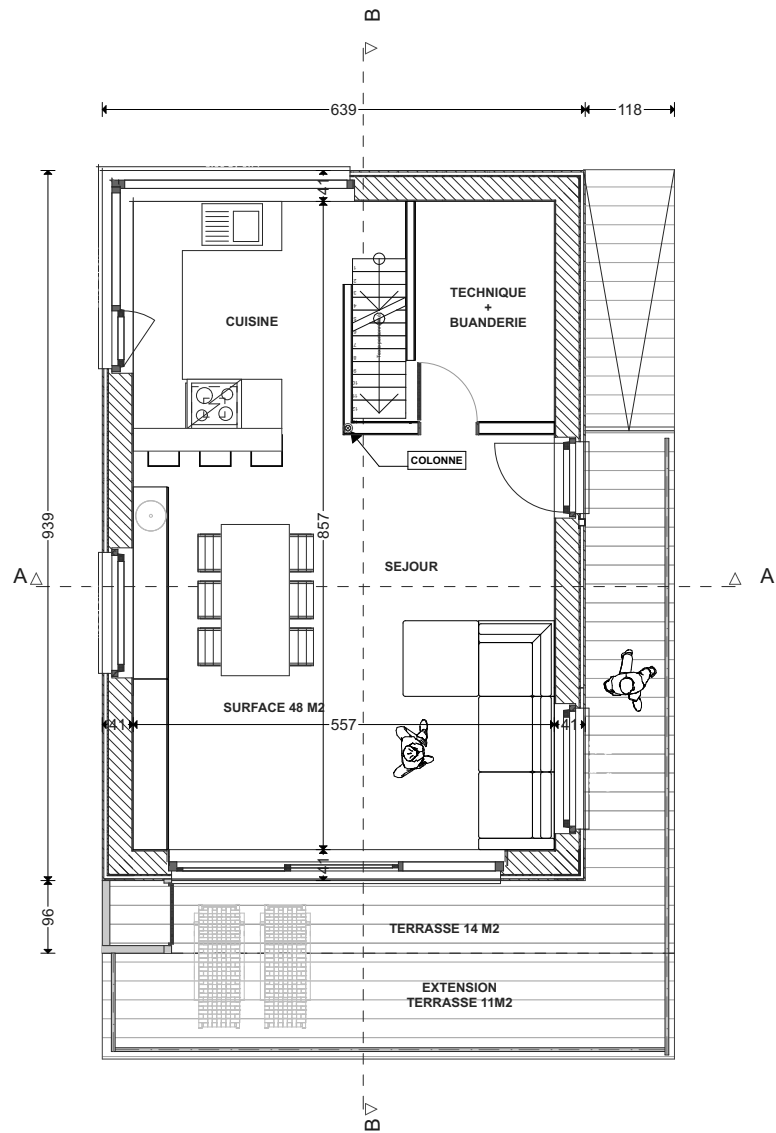 B
639
118
41
TECHNIQUE
+
BUANDERIE
CUISINE
COLONNE
939
857
SEJOUR
A
A
SURFACE 48 M2
41
557
41
41
96
TERRASSE 14 M2
EXTENSION
TERRASSE 11M2
B